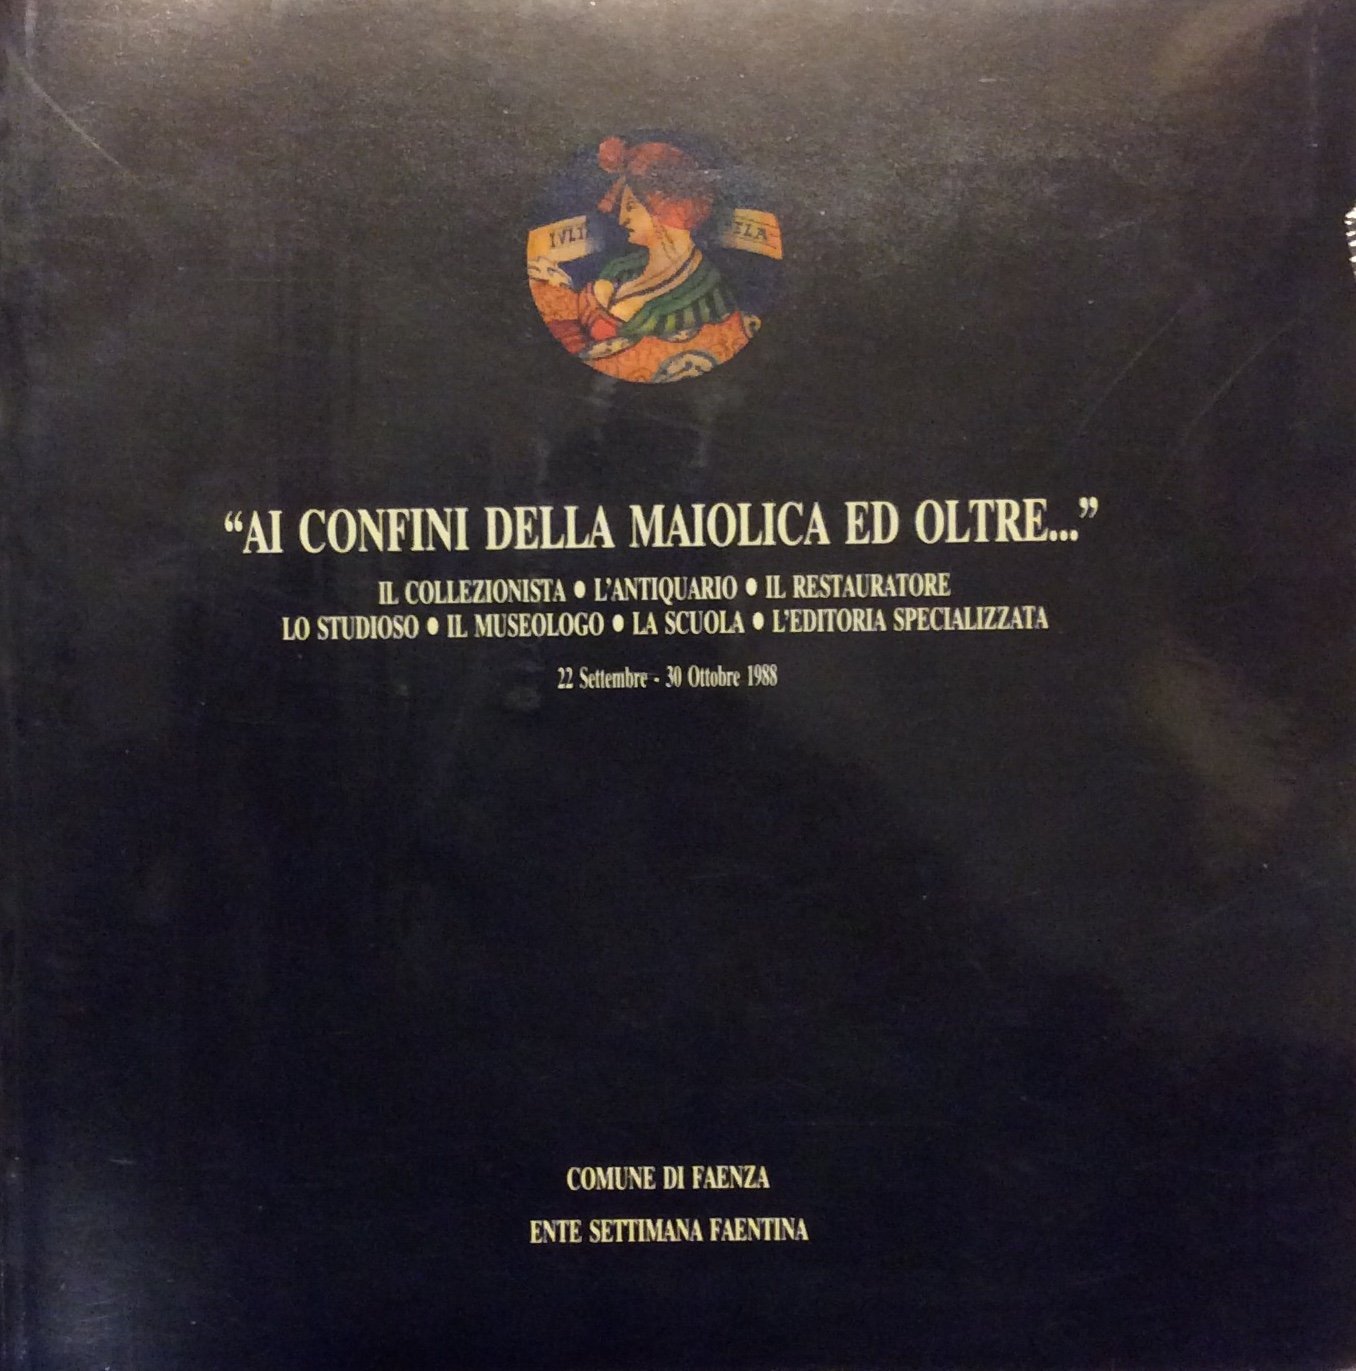 IVLI
ELA
“AI CONFINI DELLA MAIOLICA ED OLTRE...”
IL COLLEZIONISTA ● L’ANTIQUARIO ● IL RESTAURATORE
LO STUDIOSO ● IL MUSEOLOGO ● LA SCUOLA ● L’EDITORIA SPECIALIZZATA
22 Settembre - 30 Ottobre 1988
COMUNE DI FAENZA
ENTE SETTIMANA FAENTINA